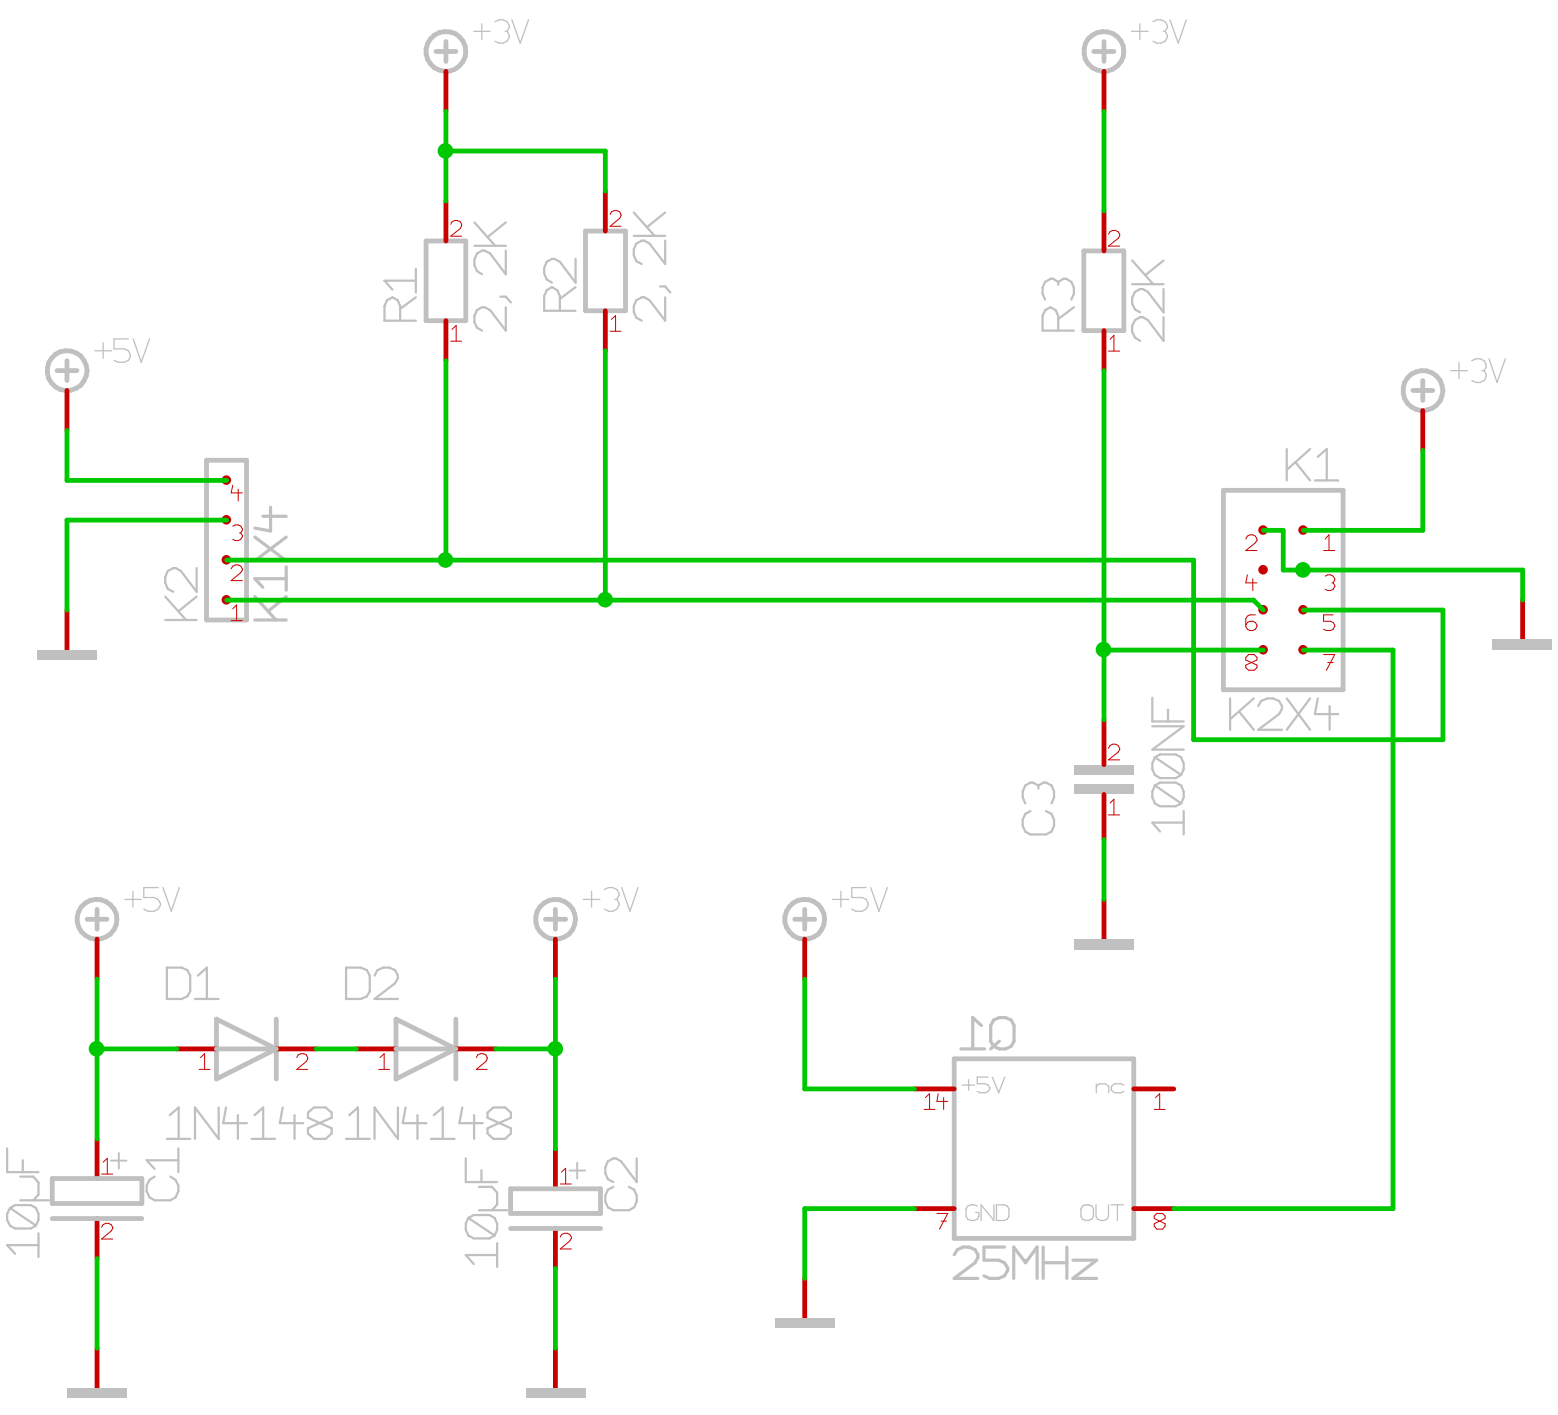 +3V
+3V
2
2
R1
2,2K
R2
2,2K
1
1
2
R3
22K
1
+5V
+3V
K1
4
3
2
1
K2
K1X4
2
1
4
3
6
5
8
7
K2X4
2
C3
100NF
1
+5V
+3V
+5V
D1
D2
1
2
1
2
1N4148
1N4148
1
+
C1
10µF
2
1
+
C2
10µF
2
Q1
+5V
nc
14
1
GND
OUT
7
8
25MHz